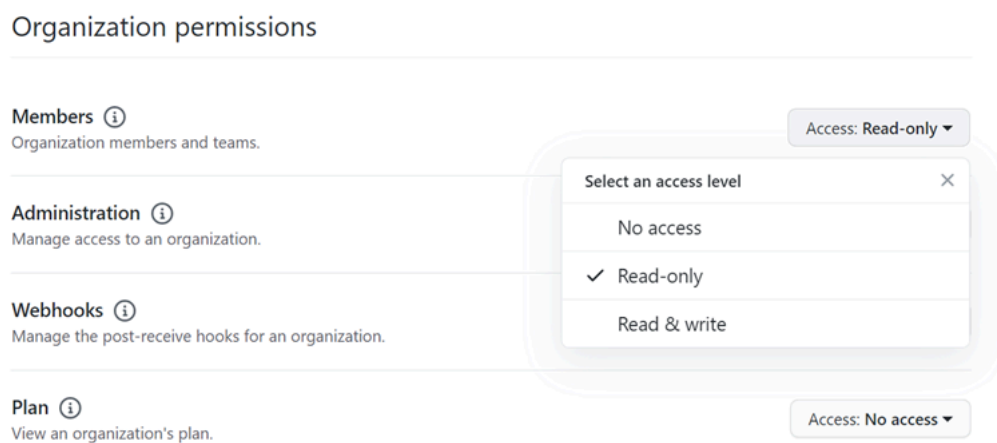 Organization permissions
Members
Organization members and teams.
Access: Read-only
Select an access level
No access
Read-only
Read & write
Administration
Manage access to an organization.
Webhooks
Manage the post-receive hooks for an organization.
Plan
View an organization's plan.
Access: No access